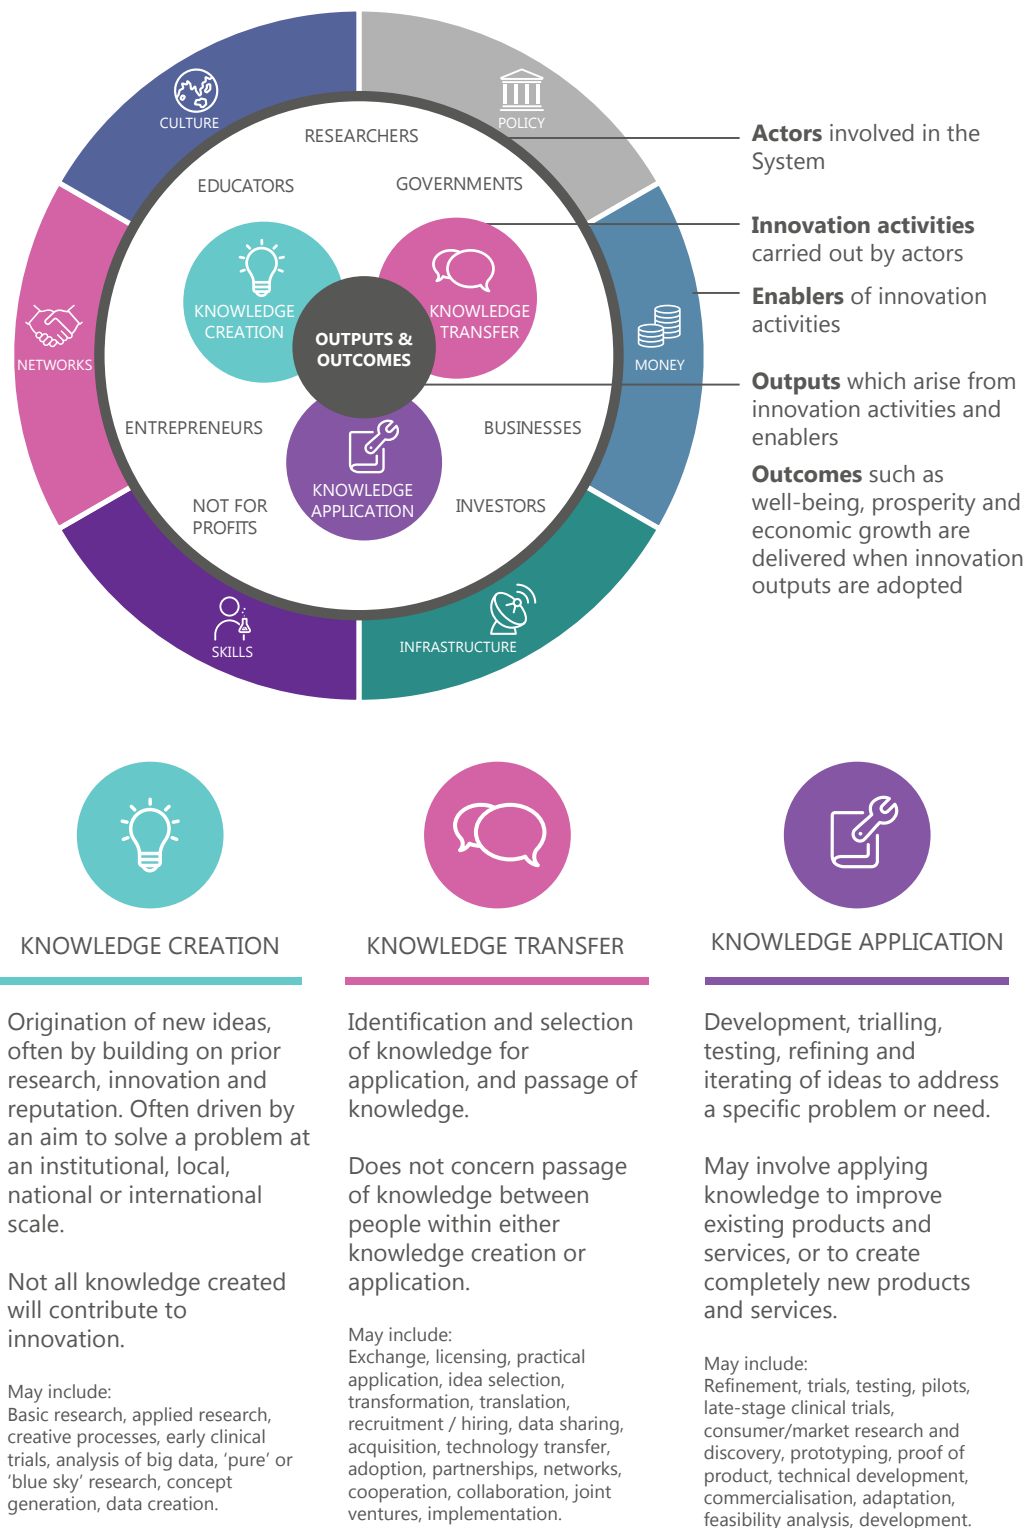 CULTURE
POLICY
RESEARCHERS
EDUCATORS
GOVERNMENTS
KNOWLEDGE
CREATION
KNOWLEDGE
TRANSFER
OUTPUTS &
OUTCOMES
NETWORKS
MONEY
ENTREPRENEURS
BUSINESSES
KNOWLEDGE
APPLICATION
NOT FOR
PROFITS
INVESTORS
SKILLS
INFRASTRUCTURE
Actors involved in the
System
Innovation activities
carried out by actors
Enablers of innovation
activities
Outputs which arise from
innovation activities and
enablers
Outcomes such as
well-being, prosperity and
economic growth are
delivered when innovation
outputs are adopted
KNOWLEDGE CREATION
Origination of new ideas,
often by building on prior
research, innovation and
reputation. Often driven by
an aim to solve a problem at
an institutional, local,
national or international
scale.
Not all knowledge created
will contribute to
innovation.
May include:
Basic research, applied research,
creative processes, early clinical
trials, analysis of big data, ‘pure’ or
‘blue sky’ research, concept
generation, data creation.
KNOWLEDGE TRANSFER
Identification and selection
of knowledge for
application, and passage of
knowledge.
Does not concern passage
of knowledge between
people within either
knowledge creation or
application.
May include:
Exchange, licensing, practical
application, idea selection,
transformation, translation,
recruitment / hiring, data sharing,
acquisition, technology transfer,
adoption, partnerships, networks,
cooperation, collaboration, joint
ventures, implementation.
KNOWLEDGE APPLICATION
Development, trialling,
testing, refining and
iterating of ideas to address
a specific problem or need.
May involve applying
knowledge to improve
existing products and
services, or to create
completely new products
and services.
May include:
Refinement, trials, testing, pilots,
late-stage clinical trials,
consumer/market research and
discovery, prototyping, proof of
product, technical development,
commercialisation, adaptation,
feasibility analysis, development.